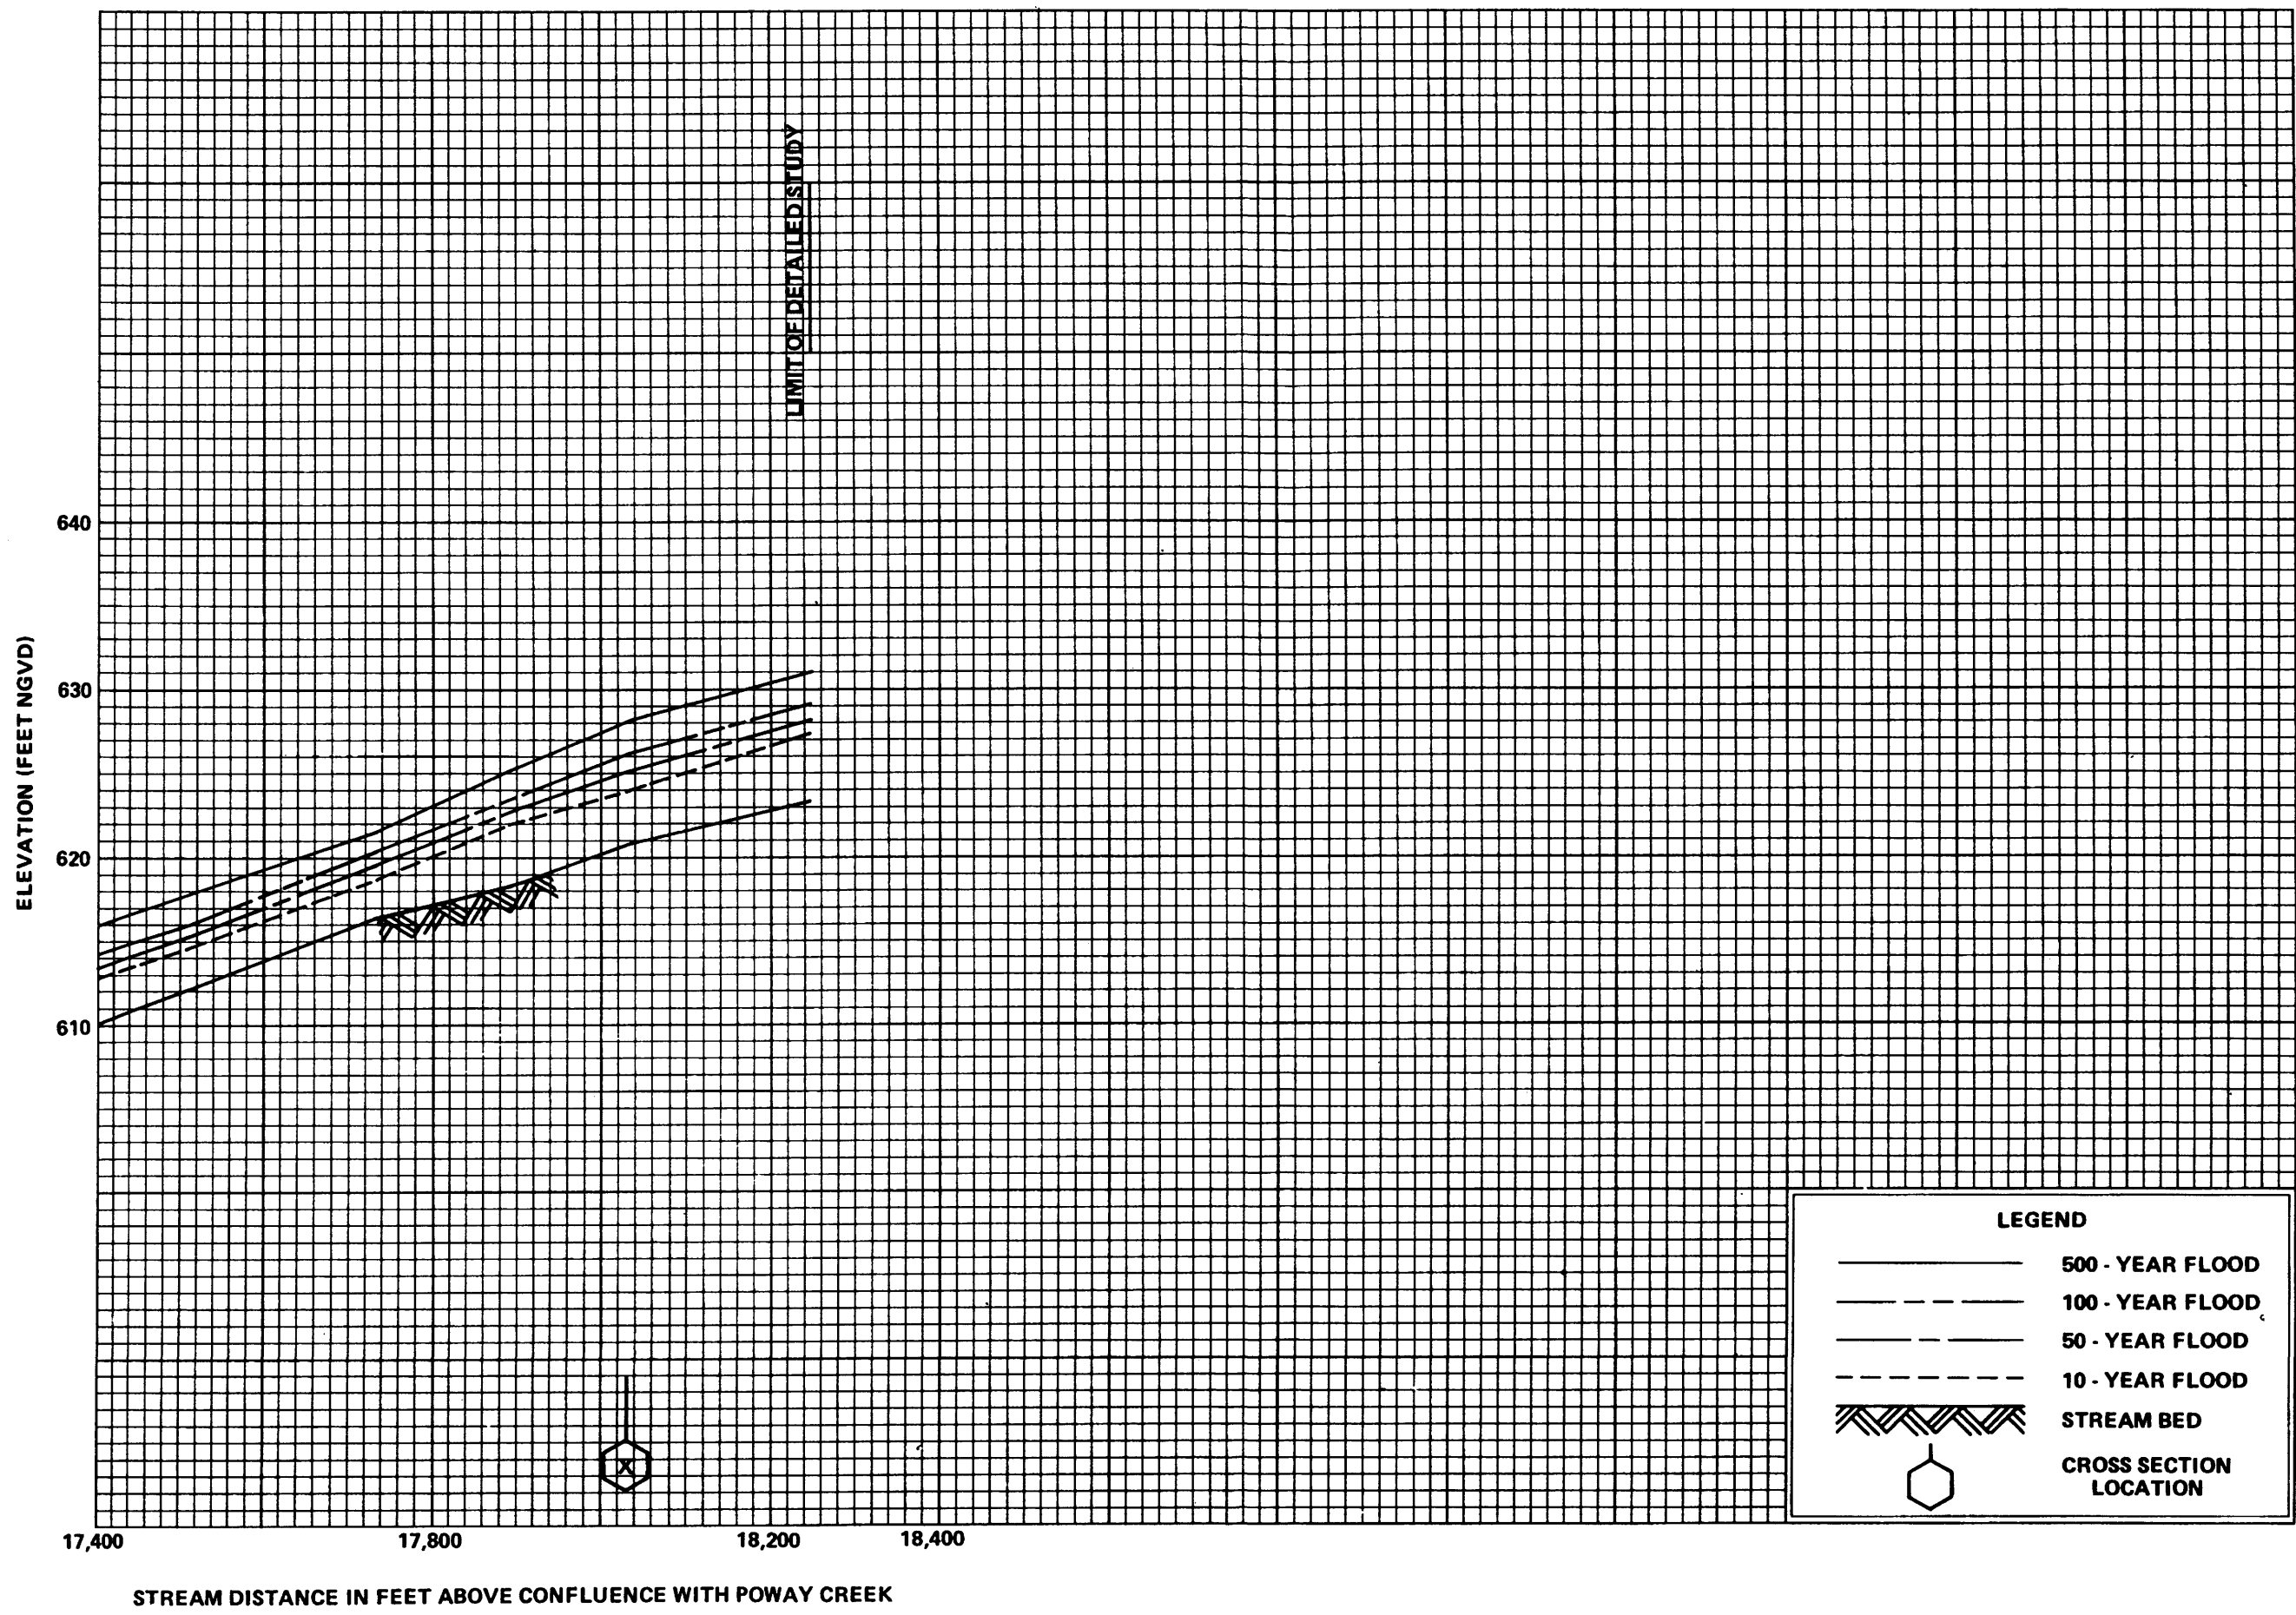 LIMIT OF DETAILED STUDY
640
630
620
610
ELEVATION (FEET NGVD)
X
17,400
17,800
18,200
18,400
STREAM DISTANCE IN FEET ABOVE CONFLUENCE WITH POWAY CREEK
LEGEND
500 - YEAR FLOOD
100 - YEAR FLOOD
50 - YEAR FLOOD
10 - YEAR FLOOD
STREAM BED
CROSS SECTION
LOCATION